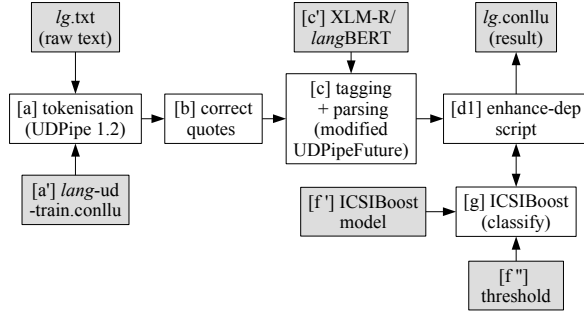 lg.txt
(raw text)
[c'] XLM-R/
langBERT
lg.conllu
(result)
[a] tokenisation
(UDPipe 1.2)
[b] correct
quotes
[c] tagging
+ parsing
(modified
UDPipeFuture)
[d1] enhance-dep
script
[a'] lang-ud
-train.conllu
[f '] ICSIBoost
model
[g] ICSIBoost
(classify)
[f '']
threshold